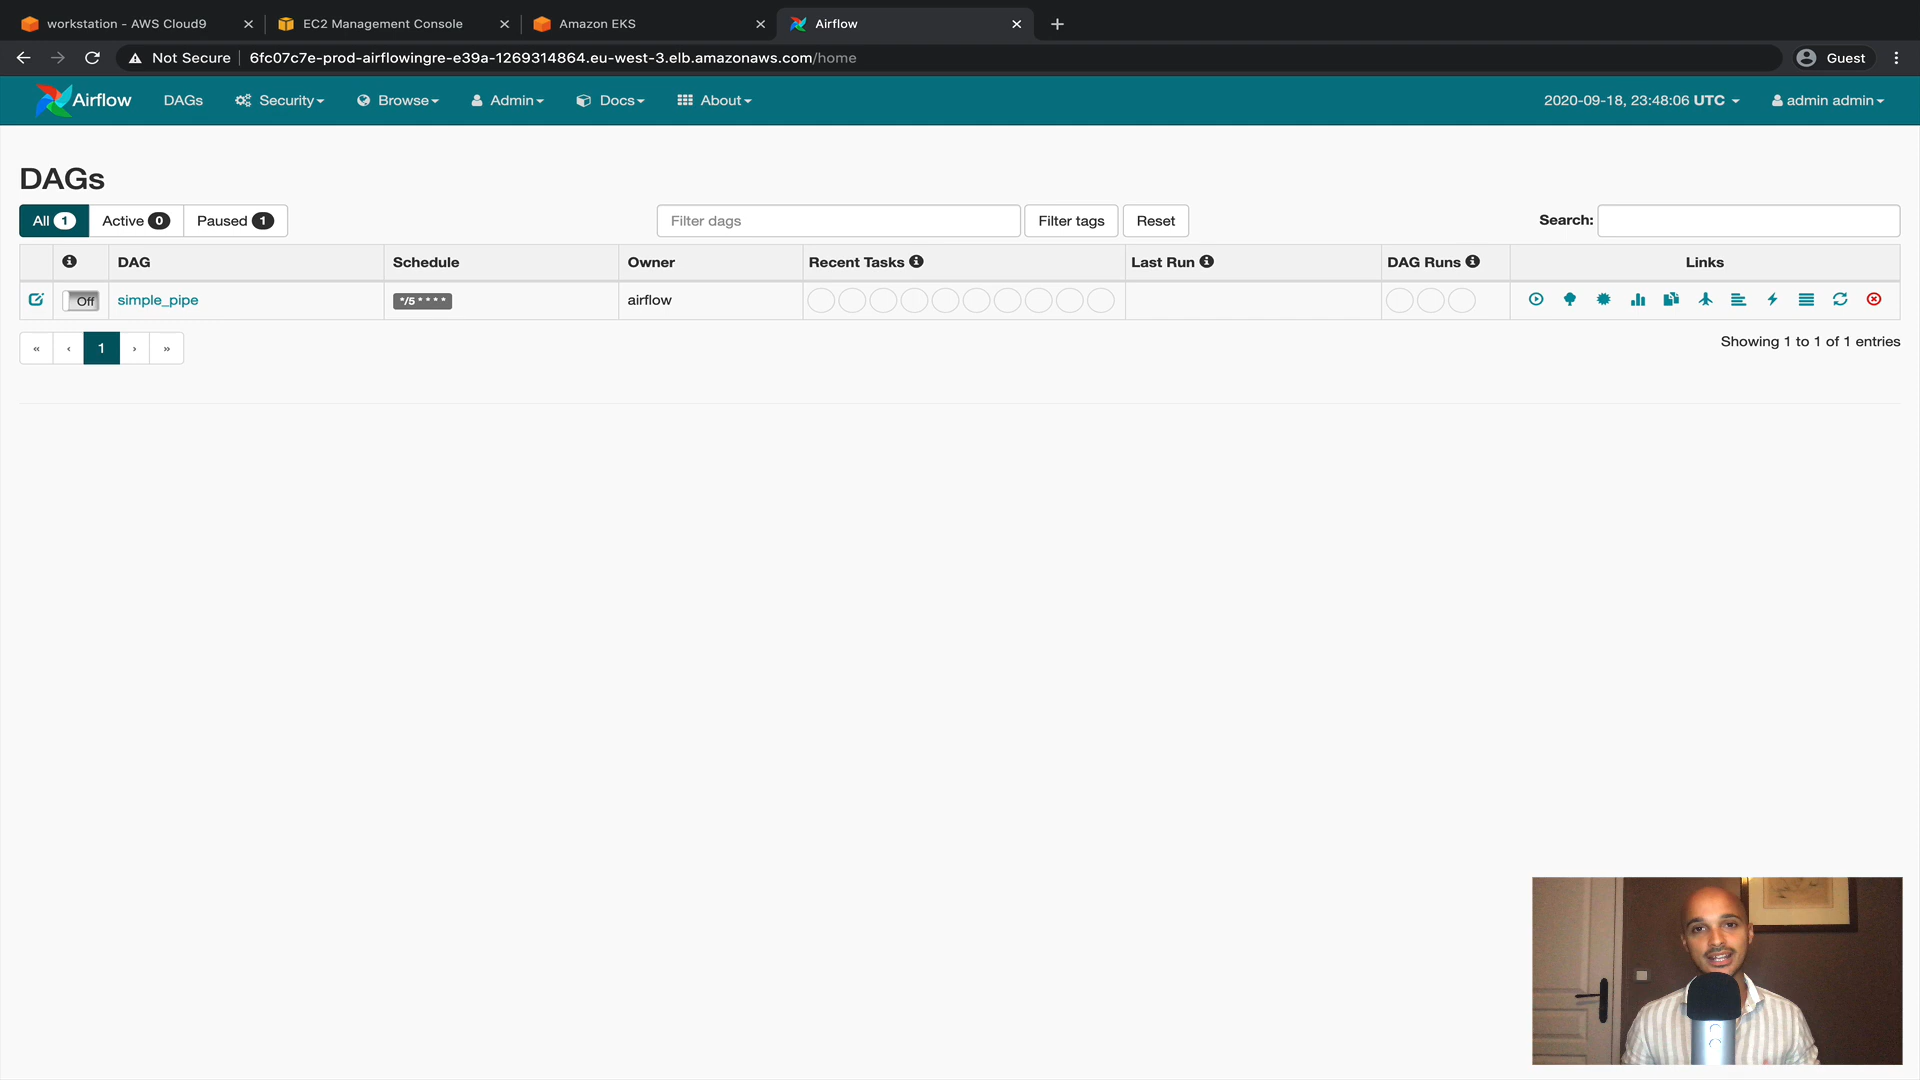 workstation - AWS Cloud9
EC2 Management Console
Amazon EKS
Airflow
Not Secure
6fc07c7e-prod-airflowingre-e39a-1269314864.eu-west-3.elb.amazonaws.com/home
Guest
Airflow
DAGs
Security
Browse
Admin
Docs
About
2020-09-18, 23:48:06 UTC
admin admin
DAGs
All 1
Active 0
Paused 1
Filter dags
Filter tags
Reset
Search:
DAG
Schedule
Owner
Recent Tasks
Last Run
DAG Runs
Links
Off
simple_pipe
*/5 * * * *
airflow
« ‹ 1 › »
Showing 1 to 1 of 1 entries